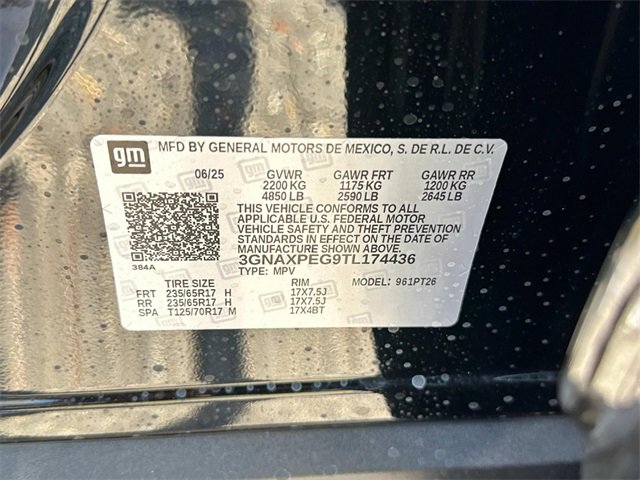 gm
MFD BY GENERAL MOTORS DE MEXICO, S. DE R.L. DE C.V.
06/25 GVWR GAWR FRT GAWR RR
2200 KG 1175 KG 1200 KG
4850 LB 2590 LB 2645 LB
THIS VEHICLE CONFORMS TO ALL
APPLICABLE U.S. FEDERAL MOTOR
VEHICLE SAFETY AND THEFT PREVENTION
STANDARDS IN EFFECT ON THE DATE OF
MANUFACTURE SHOWN ABOVE.
384A
3GNAXPEG9TL174436
TYPE: MPV MODEL: 961PT26
TIRE SIZE RIM
FRT 235/65R17 H 17X7.5J
RR 235/65R17 H 17X7.5J
SPA T125/70R17 M 17X4BT